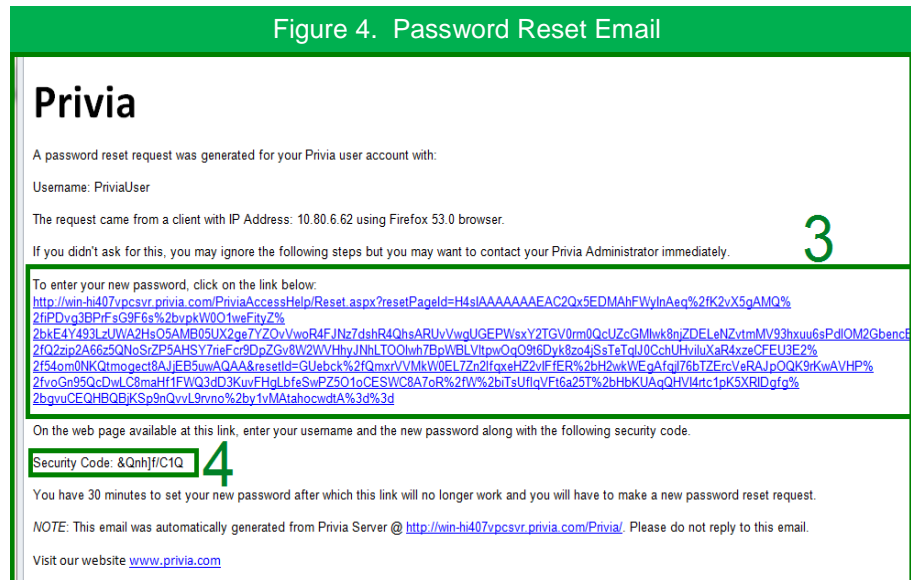 Figure 4. Password Reset Email
Privia
A password reset request was generated for your Privia user account with:
Username: PriviaUser
The request came from a client with IP Address: 10.80.6.62 using Firefox 53.0 browser.
If you didn't ask for this, you may ignore the following steps but you may want to contact your Privia Administrator immediately.
3
To enter your new password, click on the link below:
http://win-hi407vpcsvr.privia.com/PriviaAccessHelp/Reset.aspx?resetPageId=H4sIAAAAAAAEAC2Qx5EDMAhFWyInAeq%2fK2vX5gAMQ%
2fiPDvg3BPrFsG9F6s%2bvpkW0O1weFityZ%
2bkE4Y493LzUWA2HsO5AMB05UX2ge7YZOvVwoR4FJNz7dshR4QhsARUvVwgUGEPWsxY2TGV0rm0QcUZcGMlwk8njZDELeNZvtmMV93hxuu6sPdlOM2GbencE
2fQ2zip2A66z5QNoSrZP5AHSY7rieFcr9DpZGv8W2WVHhyJNhLTOOlwh7BpWBLVltpwOqO9t6Dyk8zo4jSsTeTqlJ0CchUHviluXaR4xzeCFEU3E2%
2f54om0NKQtmogect8AJjEB5uwAQAA&resetId=GUebck%2fQmxrVVMkW0EL7Zn2lfqxeHZ2vlFfER%2bH2wkWEgAfqjl76bTZErcVeRAJpOQK9rKwAVHP%
2fvoGn95QcDwLC8maHf1FWQ3dD3KuvFHgLbfeSwPZ5O1oCESWC8A7oR%2fW%2biTsUflqVFt6a25T%2bHbKUAqQHVl4rtc1pK5XRlDgfg%
2bgvuCEQHBQBjKSp9nQvvL9rvno%2by1vMAtahocwdtA%3d%3d
On the web page available at this link, enter your username and the new password along with the following security code.
Security Code: &Qnh]f/C1Q
4
You have 30 minutes to set your new password after which this link will no longer work and you will have to make a new password reset request.
NOTE: This email was automatically generated from Privia Server @ http://win-hi407vpcsvr.privia.com/Privia/. Please do not reply to this email.
Visit our website www.privia.com